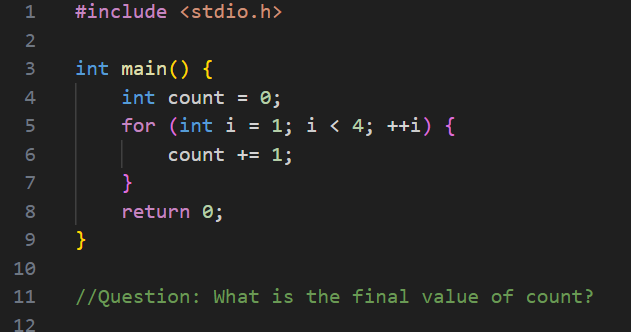 1 #include <stdio.h>
2
3 int main() {
4     int count = 0;
5     for (int i = 1; i < 4; ++i) {
6         count += 1;
7     }
8     return 0;
9 }
10
11 //Question: What is the final value of count?
12